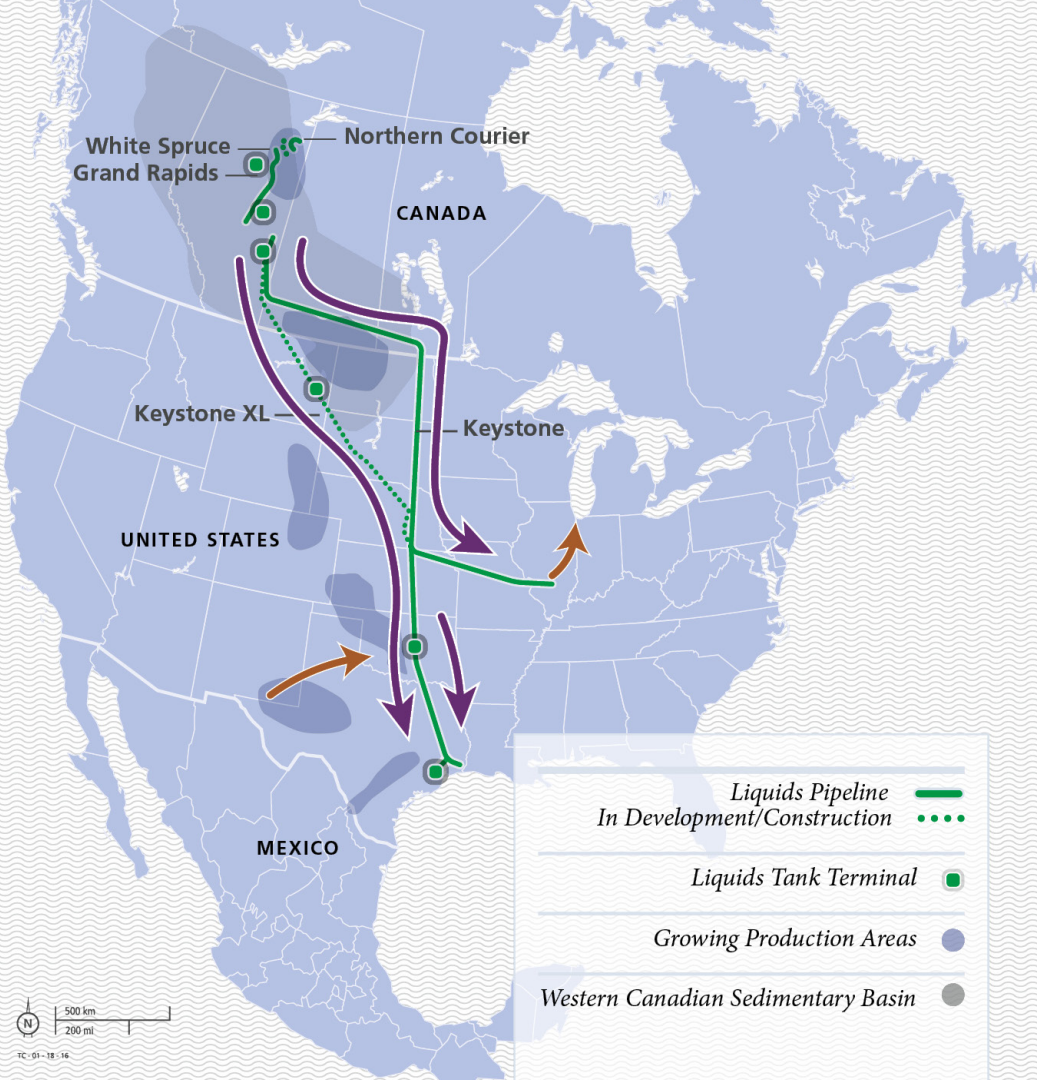 White Spruce
Northern Courier
Grand Rapids
CANADA
Keystone XL
Keystone
UNITED STATES
MEXICO
Liquids Pipeline
In Development/Construction
Liquids Tank Terminal
Growing Production Areas
Western Canadian Sedimentary Basin
N
500 km
200 mi
TC - 01 - 18 - 16